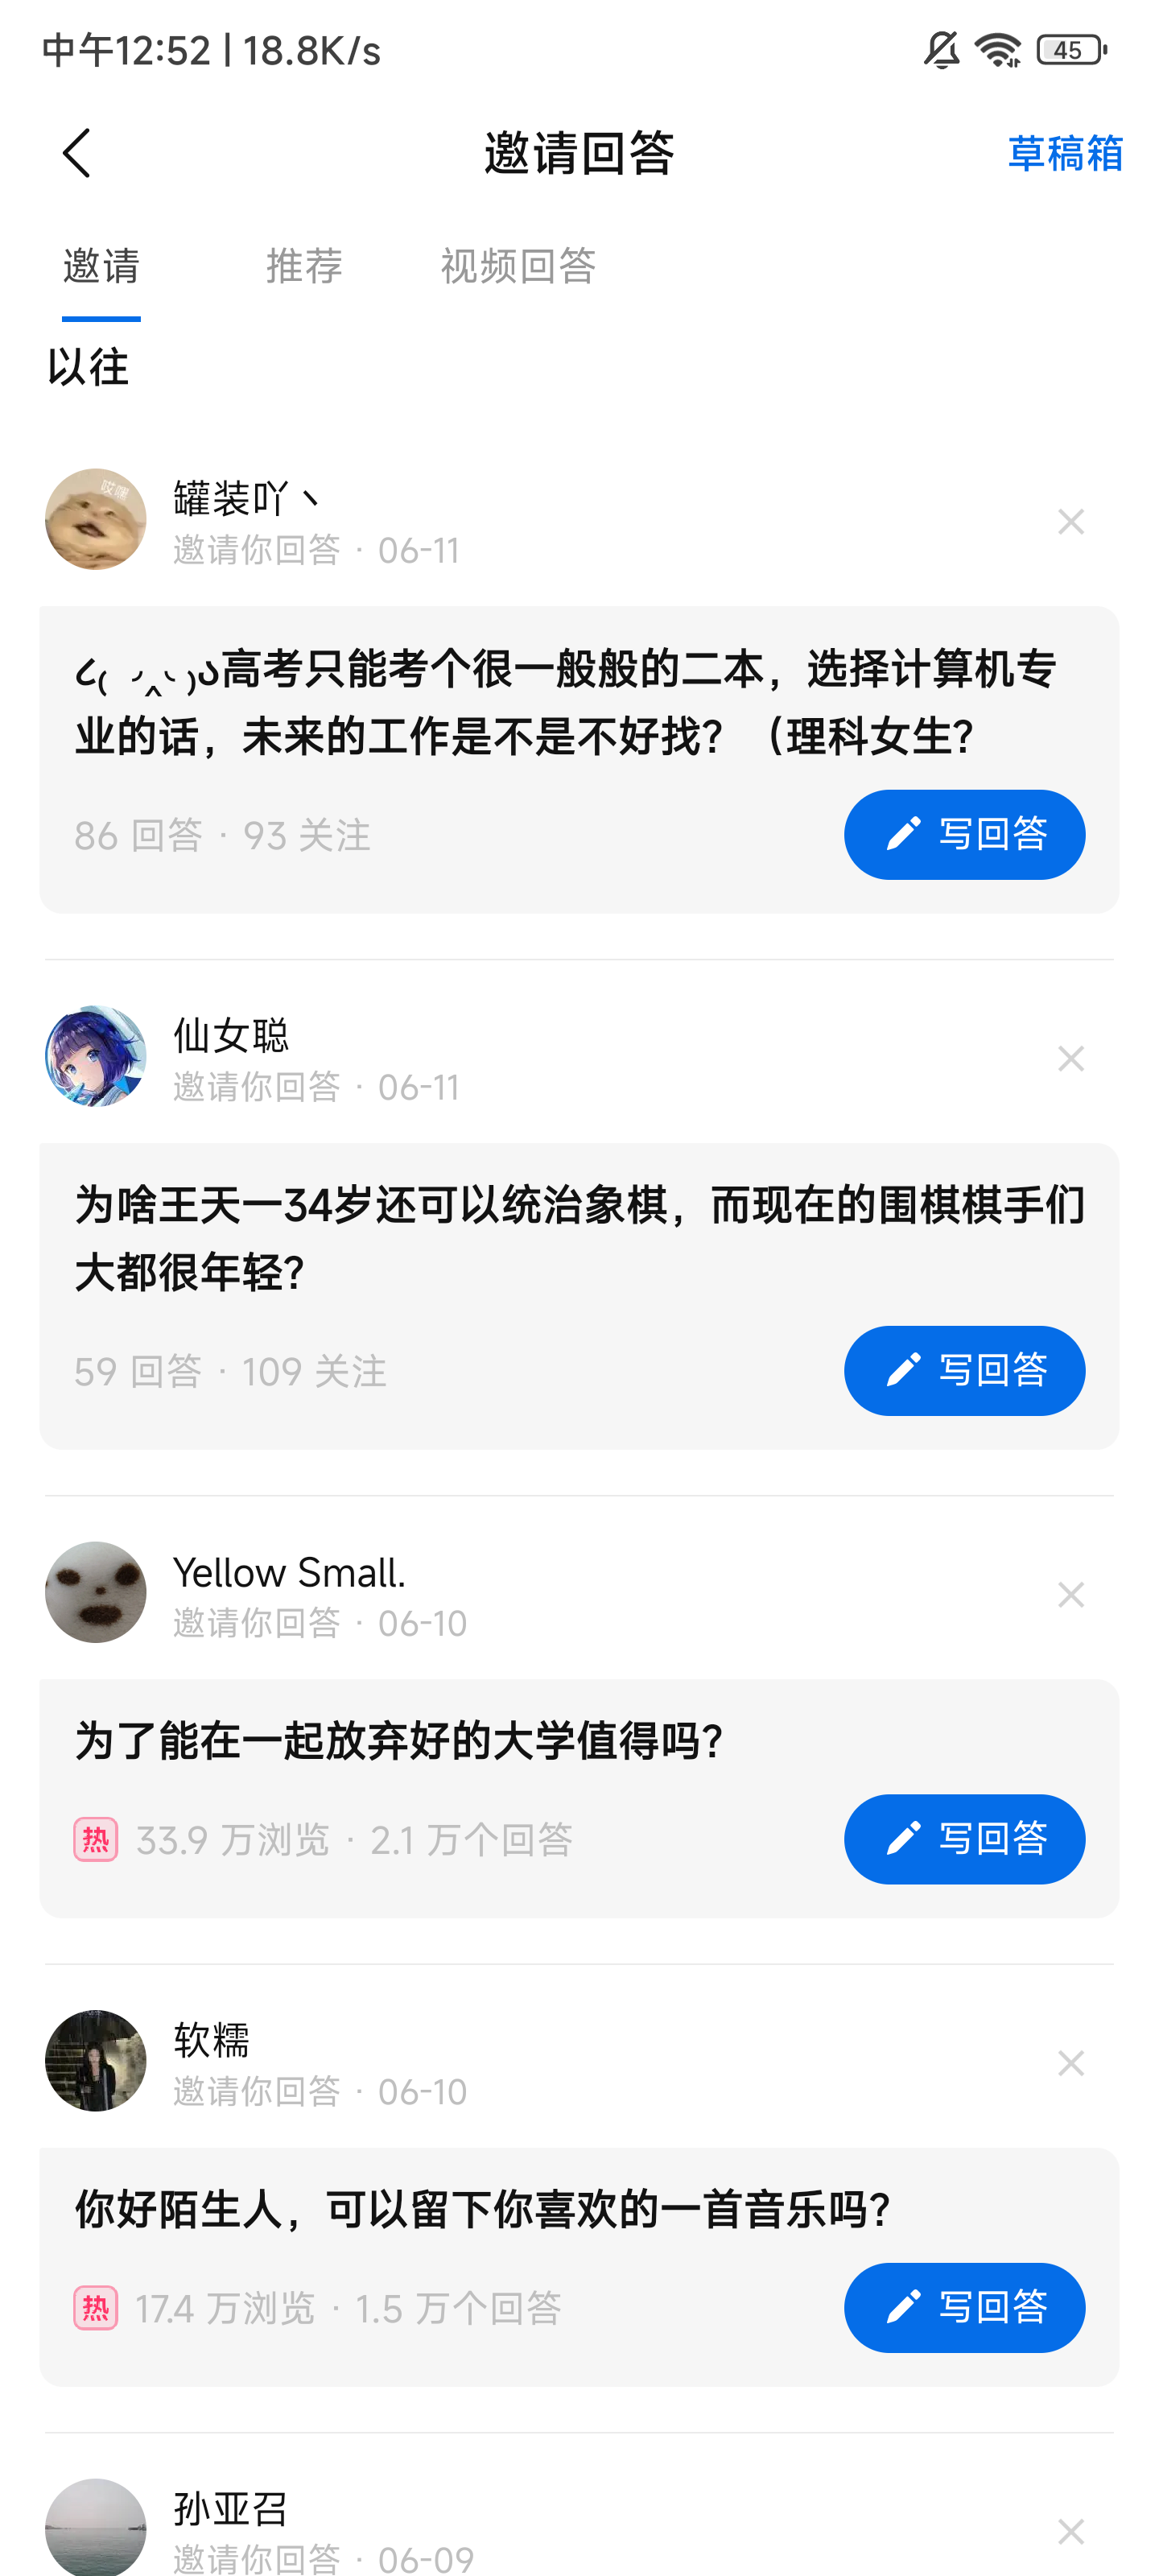 中午12:52 | 18.8K/s
45
邀请回答
草稿箱
邀请
推荐
视频回答
以往
哎嘿
罐装吖丶
邀请你回答 · 06-11
૮₍ ˃̵͈᷄ . ˂̵͈᷅ ₎ა高考只能考个很一般般的二本，选择计算机专
业的话，未来的工作是不是不好找？（理科女生？
86 回答 · 93 关注
写回答
仙女聪
邀请你回答 · 06-11
为啥王天一34岁还可以统治象棋，而现在的围棋棋手们
大都很年轻？
59 回答 · 109 关注
写回答
Yellow Small.
邀请你回答 · 06-10
为了能在一起放弃好的大学值得吗？
热 33.9 万浏览 · 2.1 万个回答
写回答
软糯
邀请你回答 · 06-10
你好陌生人，可以留下你喜欢的一首音乐吗？
热 17.4 万浏览 · 1.5 万个回答
写回答
孙亚召
邀请你回答 · 06-09